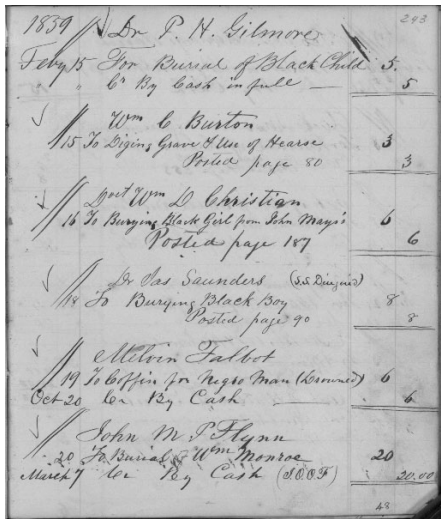 1839 Dr P. H. Gilmore 243
Feby 15 For Burial of Black Child 5.
" Cr By Cash in full — 5
Wm C Burton
15 To Diging Grave & Use of Hearse 3
Posted page 80 3
Doct Wm D Christian
16 To Burying Black Girl from John Mays's 6
Posted page 187 6
Dr Jas Saunders (S.S. )
18 To Burying Black Boy 8
Posted page 90 8
Melvin Talbot
19 To Coffin for Negro Man (Drowned) 6
Oct 20 Cr By Cash — 6
John M P Flynn
20 To Burial of Wm Monroe 20
March 7 Cr By Cash (I.O.O.F) 20.00
48